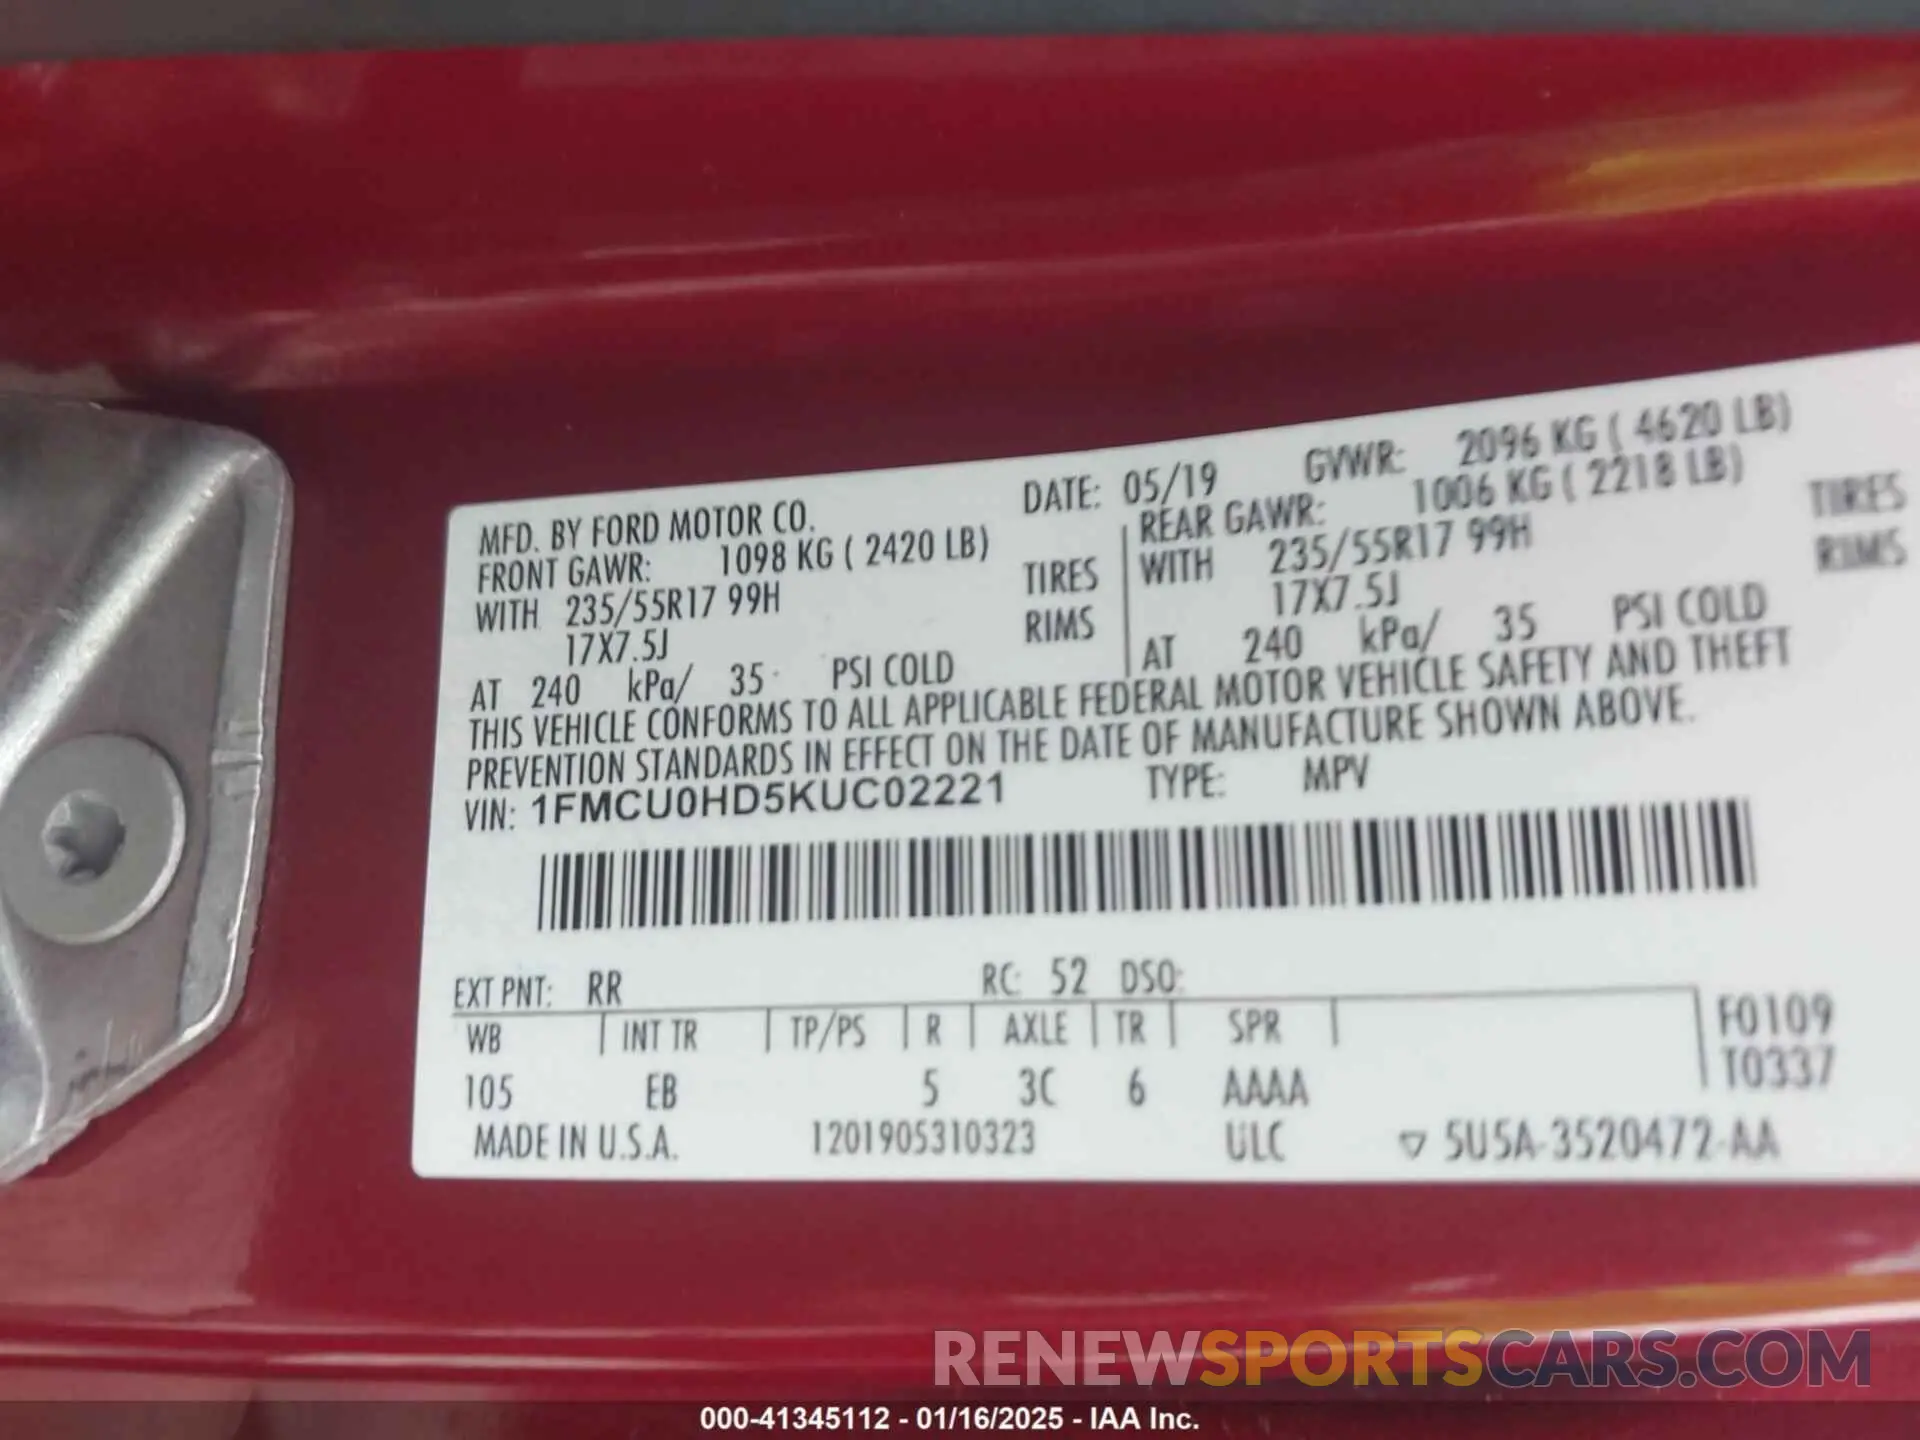 MFD. BY FORD MOTOR CO. DATE: 05/19 GVWR: 2096 KG ( 4620 LB)
FRONT GAWR: 1098 KG ( 2420 LB) REAR GAWR: 1006 KG ( 2218 LB)
WITH 235/55R17 99H TIRES WITH 235/55R17 99H TIRES
17X7.5J RIMS 17X7.5J RIMS
AT 240 kPa/ 35 PSI COLD AT 240 kPa/ 35 PSI COLD
THIS VEHICLE CONFORMS TO ALL APPLICABLE FEDERAL MOTOR VEHICLE SAFETY AND THEFT
PREVENTION STANDARDS IN EFFECT ON THE DATE OF MANUFACTURE SHOWN ABOVE.
VIN: 1FMCU0HD5KUC02221 TYPE: MPV
EXT PNT: RR RC: 52 DSO:
WB INT TR TP/PS R AXLE TR SPR F0109
T0337
105 EB 5 3C 6 AAAA
MADE IN U.S.A. 1201905310323 ULC ▽ 5U5A-3520472-AA
RENEWSPORTSCARS.COM
000-41345112 - 01/16/2025 - IAA Inc.